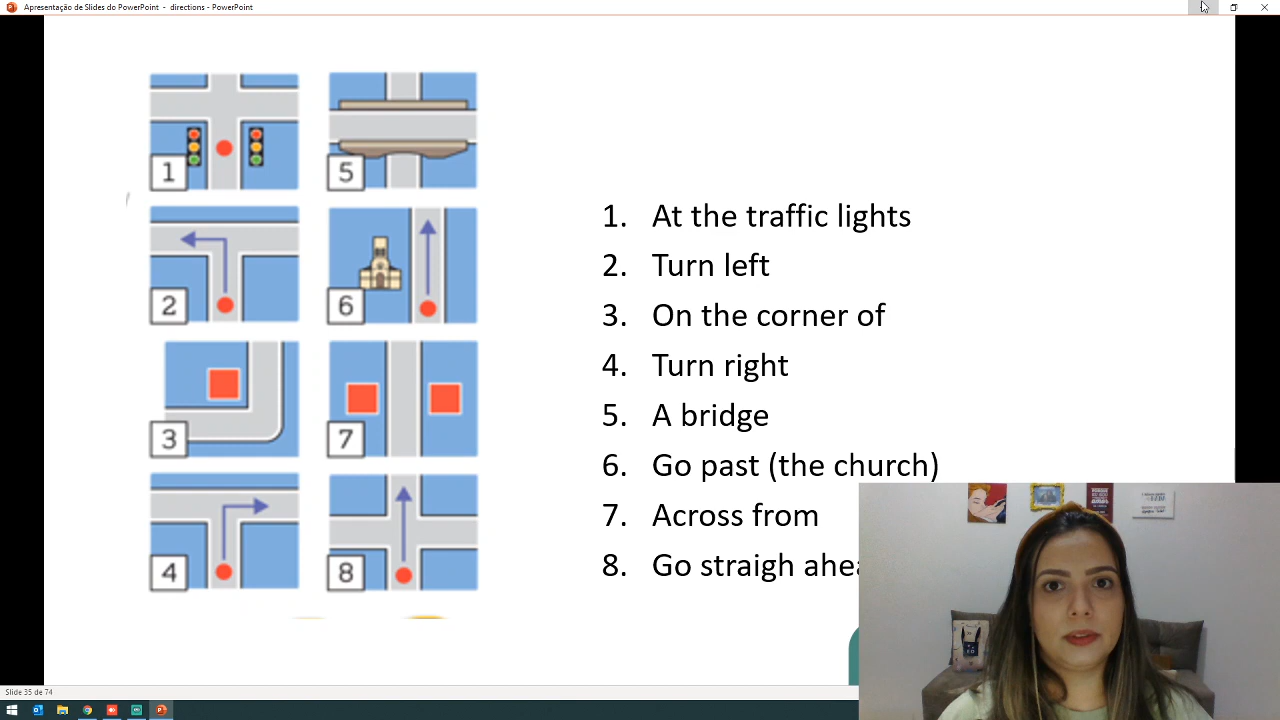 Apresentação de Slides do PowerPoint - directions - PowerPoint
1
5
2
6
3
7
4
8
1. At the traffic lights
2. Turn left
3. On the corner of
4. Turn right
5. A bridge
6. Go past (the church)
7. Across from
8. Go straigh ahea
Slide 35 de 74